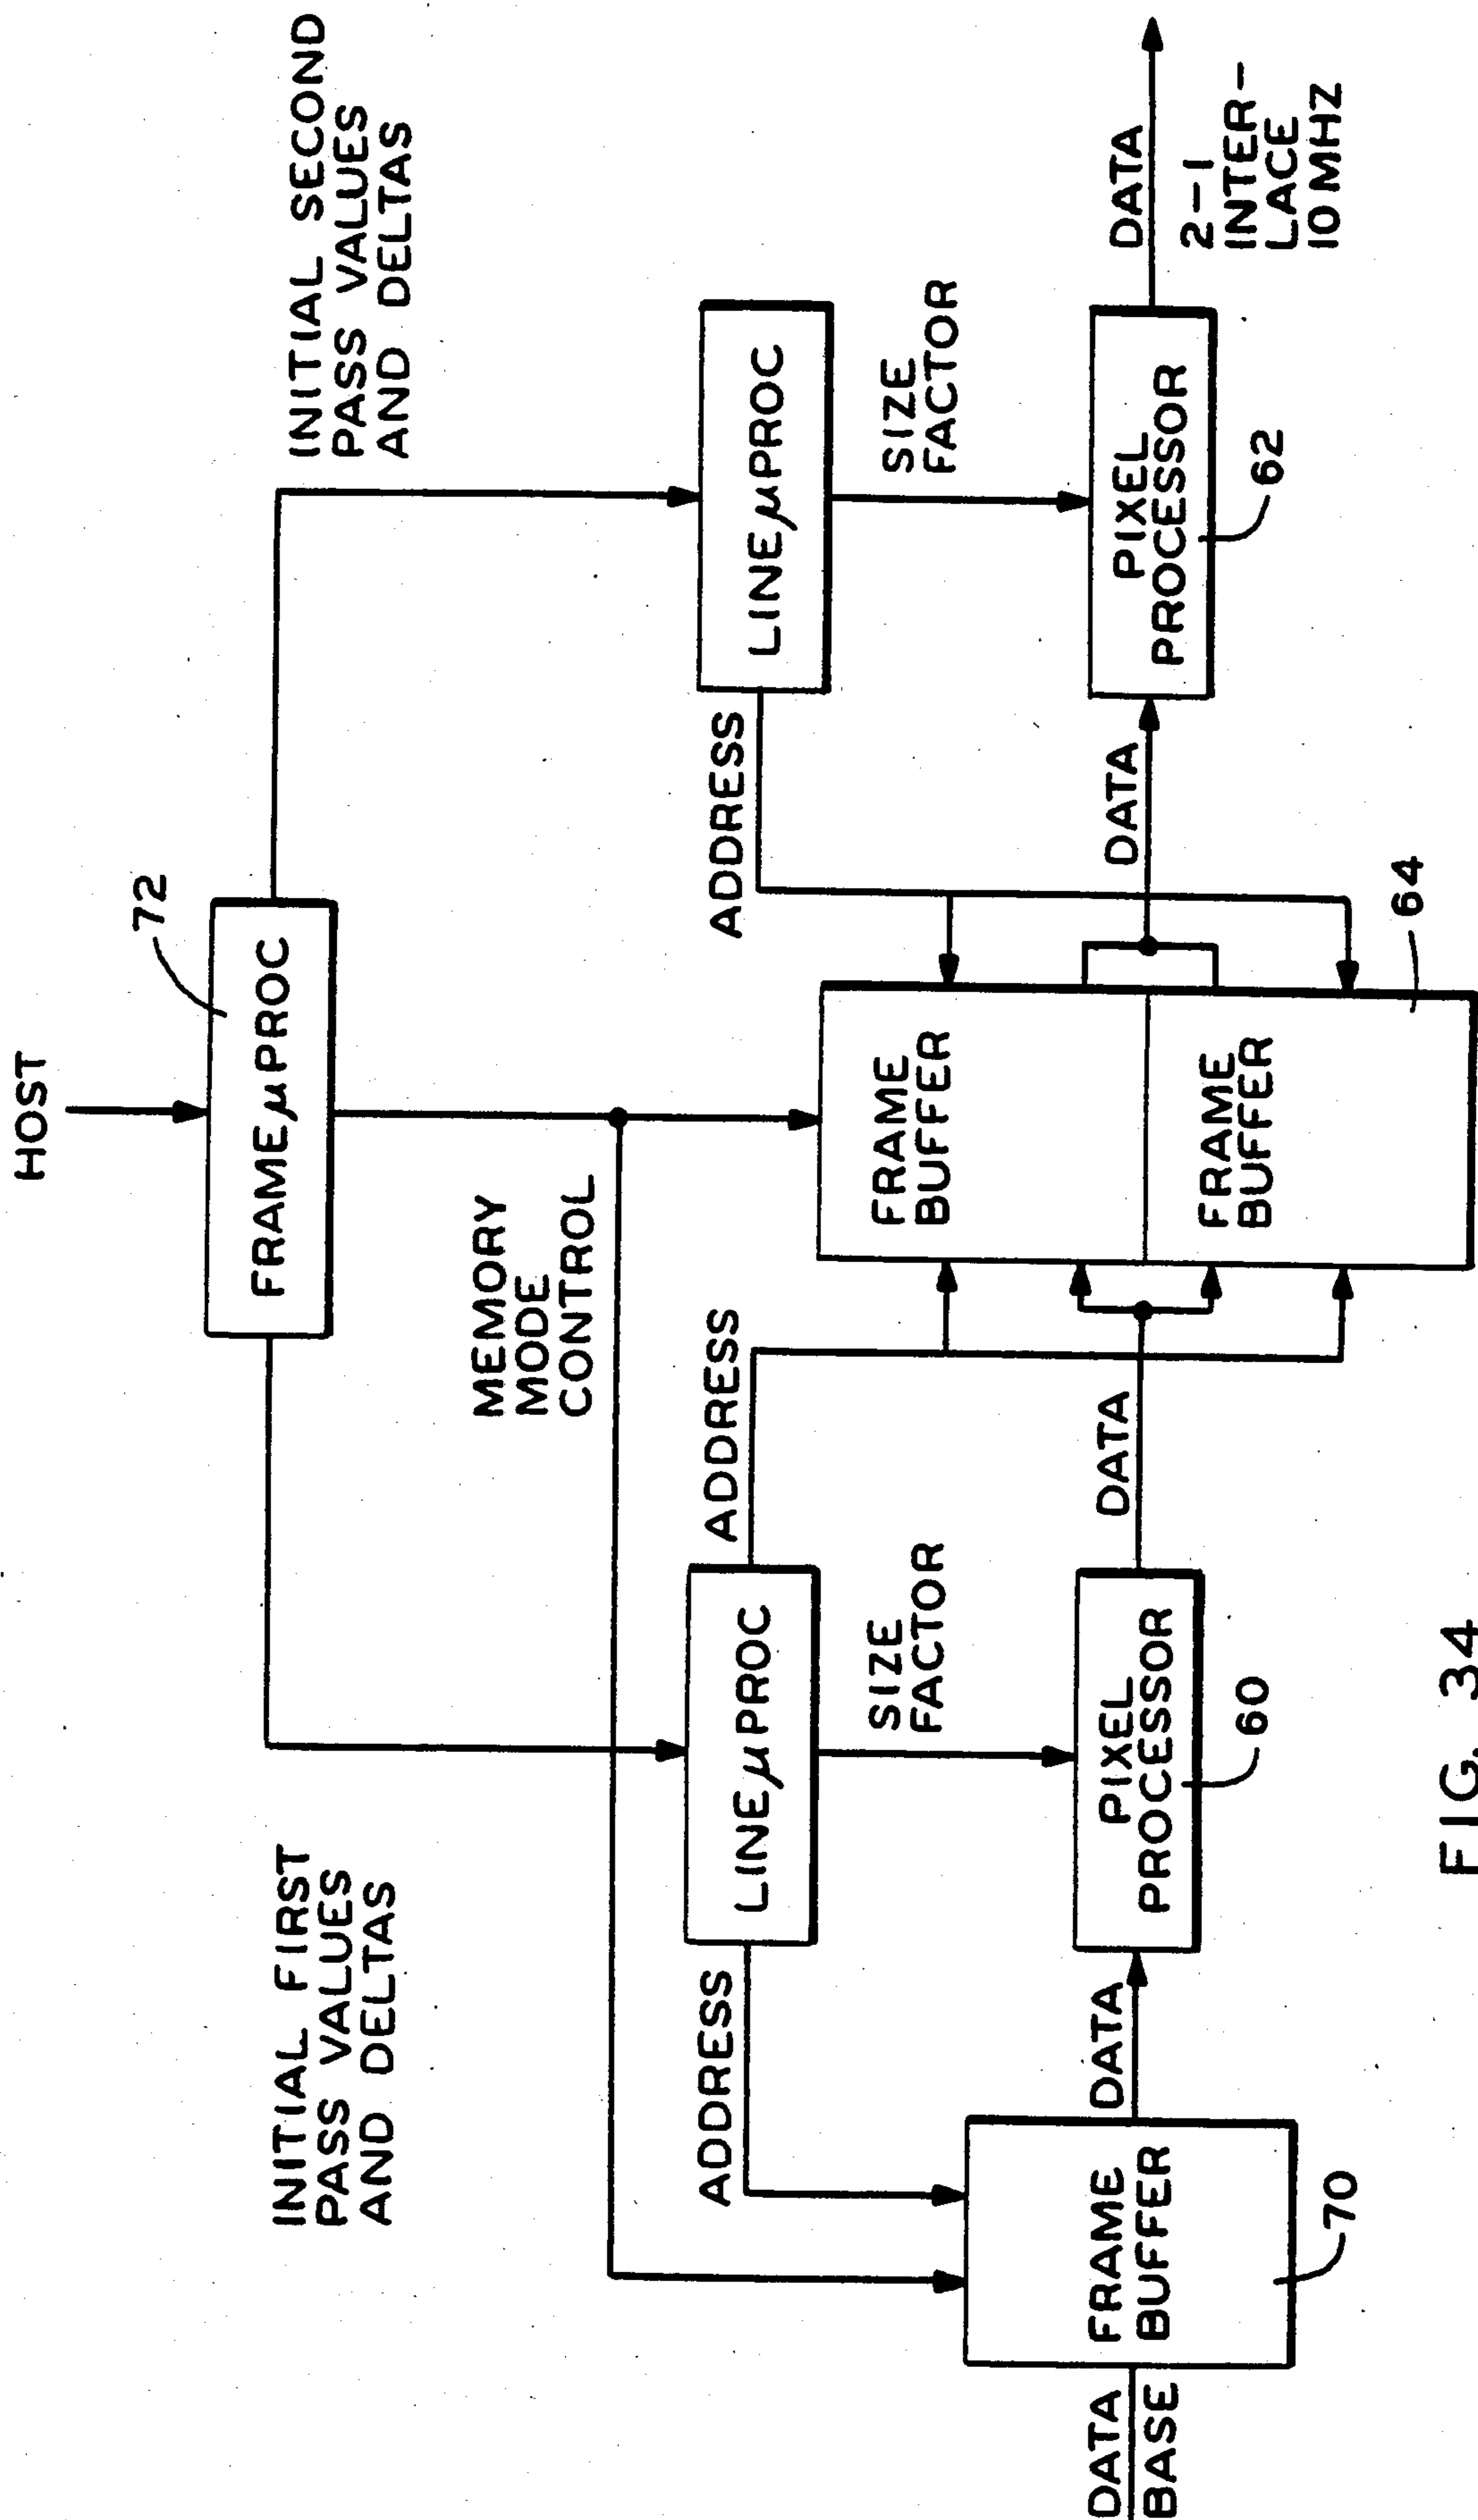 HOST
72
FRAME μPROC
INITIAL FIRST
PASS VALUES
AND DELTAS
INITIAL SECOND
PASS VALUES
AND DELTAS
MEMORY
MODE
CONTROL
ADDRESS
LINE μPROC
ADDRESS
ADDRESS
LINE μPROC
SIZE
FACTOR
SIZE
FACTOR
DATA
BASE
FRAME
BUFFER
70
DATA
PIXEL
PROCESSOR
60
DATA
FRAME
BUFFER
FRAME
BUFFER
64
DATA
PIXEL
PROCESSOR
62
DATA
2-1
INTER-
LACE
10 MHZ
FIG. 34